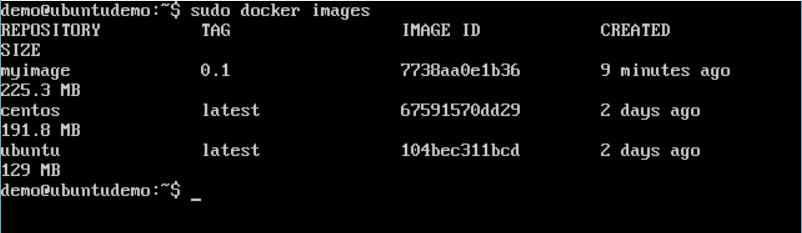 demo@ubuntudemo:~$ sudo docker images
REPOSITORY TAG IMAGE ID CREATED
SIZE
myimage 0.1 7738aa0e1b36 9 minutes ago
225.3 MB
centos latest 67591570dd29 2 days ago
191.8 MB
ubuntu latest 104bec311bcd 2 days ago
129 MB
demo@ubuntudemo:~$ _